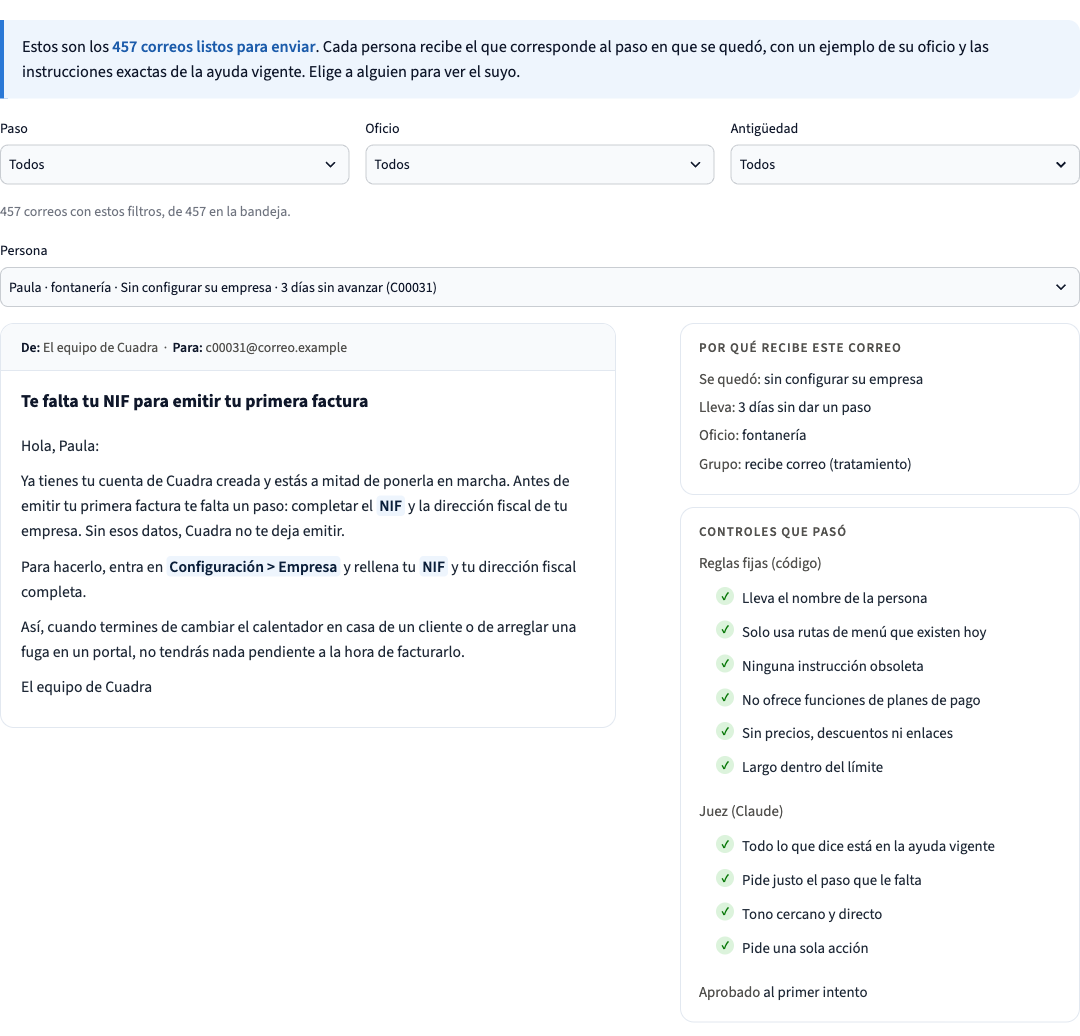 Estos son los 457 correos listos para enviar. Cada persona recibe el que corresponde al paso en que se quedó, con un ejemplo de su oficio y las
instrucciones exactas de la ayuda vigente. Elige a alguien para ver el suyo.
Paso
Oficio
Antigüedad
Todos
Todos
Todos
457 correos con estos filtros, de 457 en la bandeja.
Persona
Paula · fontanería · Sin configurar su empresa · 3 días sin avanzar (C00031)
De: El equipo de Cuadra · Para: c00031@correo.example
Te falta tu NIF para emitir tu primera factura
Hola, Paula:
Ya tienes tu cuenta de Cuadra creada y estás a mitad de ponerla en marcha. Antes de
emitir tu primera factura te falta un paso: completar el NIF y la dirección fiscal de tu
empresa. Sin esos datos, Cuadra no te deja emitir.
Para hacerlo, entra en Configuración > Empresa y rellena tu NIF y tu dirección fiscal
completa.
Así, cuando termines de cambiar el calentador en casa de un cliente o de arreglar una
fuga en un portal, no tendrás nada pendiente a la hora de facturarlo.
El equipo de Cuadra
POR QUÉ RECIBE ESTE CORREO
Se quedó: sin configurar su empresa
Lleva: 3 días sin dar un paso
Oficio: fontanería
Grupo: recibe correo (tratamiento)
CONTROLES QUE PASÓ
Reglas fijas (código)
✓ Lleva el nombre de la persona
✓ Solo usa rutas de menú que existen hoy
✓ Ninguna instrucción obsoleta
✓ No ofrece funciones de planes de pago
✓ Sin precios, descuentos ni enlaces
✓ Largo dentro del límite
Juez (Claude)
✓ Todo lo que dice está en la ayuda vigente
✓ Pide justo el paso que le falta
✓ Tono cercano y directo
✓ Pide una sola acción
Aprobado al primer intento